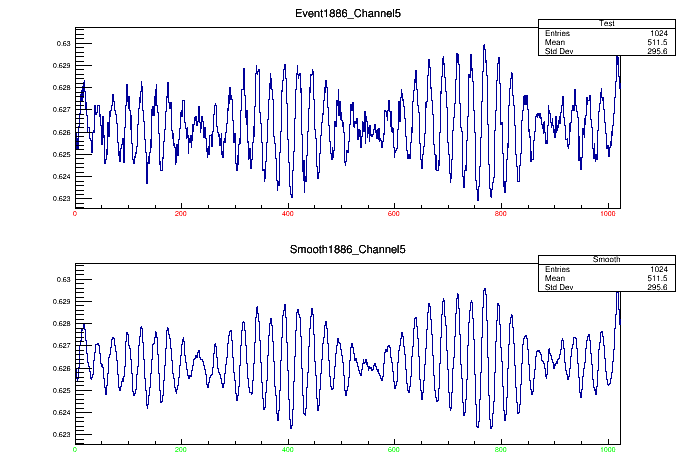 Event1886_Channel5
Test
Entries 1024
Mean 511.5
Std Dev 295.6
0.63
0.629
0.628
0.627
0.626
0.625
0.624
0.623
0 200 400 600 800 1000
Smooth1886_Channel5
Smooth
Entries 1024
Mean 511.5
Std Dev 295.6
0.63
0.629
0.628
0.627
0.626
0.625
0.624
0.623
0 200 400 600 800 1000